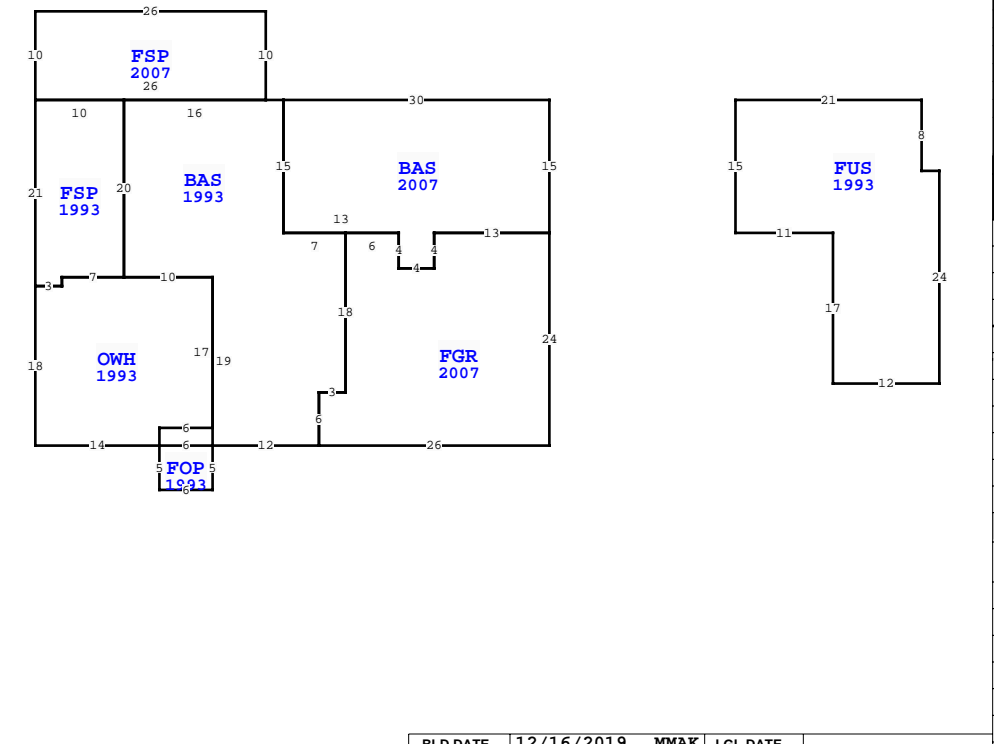 26
10 FSP 10
2007
26
10 16 30
21 FSP 20 BAS 15 BAS 15
1993 1993 2007
13
7 6 4 4 13
4
3 7 10
18 OWH 17 19 18 FGR 24
1993 2007
3
6
6
14 6 12 26
5 FOP 5
1993
6
21
8
15 FUS
1993
11
24
17
12
BLD DATE 12/16/2019 MMAK LGL DATE